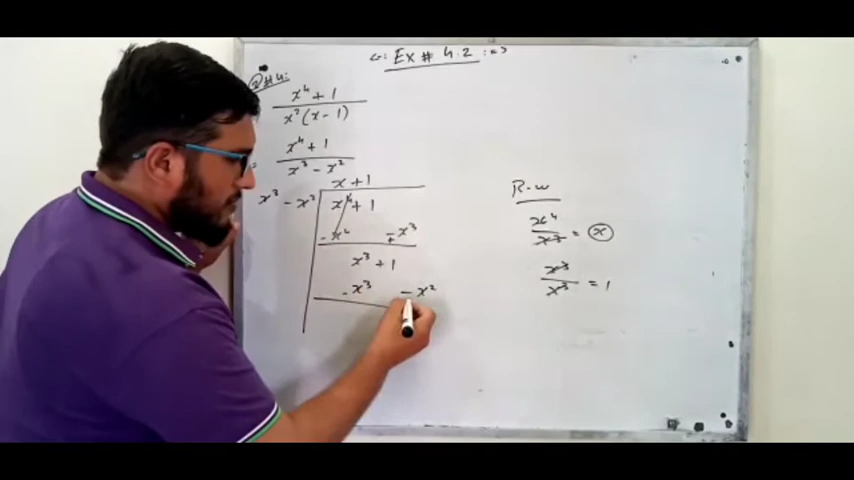 Ex # 4.2 :=>
Q#4:
x⁴ + 1
x²(x - 1)
= x⁴ + 1
x³ - x²
x + 1
x³ - x² x⁴ + 1
- x⁴ ∓ x³
x³ + 1
- x³ - x²
R-w
x⁴
x³ = x
x³
x³ = 1